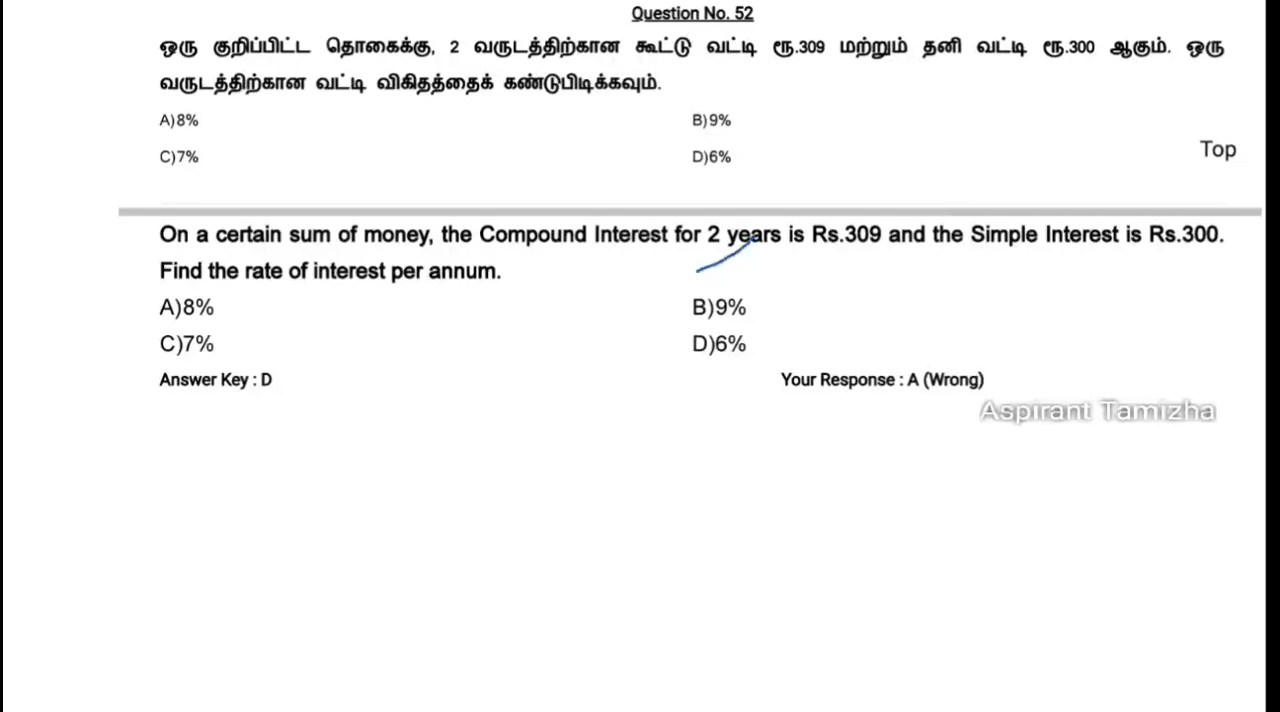 Question No. 52
ஒரு குறிப்பிட்ட தொகைக்கு, 2 வருடத்திற்கான கூட்டு வட்டி ரூ.309 மற்றும் தனி வட்டி ரூ.300 ஆகும். ஒரு
வருடத்திற்கான வட்டி விகிதத்தைக் கண்டுபிடிக்கவும்.
A)8% B)9%
Top
C)7% D)6%
On a certain sum of money, the Compound Interest for 2 years is Rs.309 and the Simple Interest is Rs.300.
Find the rate of interest per annum.
A)8% B)9%
C)7% D)6%
Answer Key : D Your Response : A (Wrong)
Aspirant Tamizha